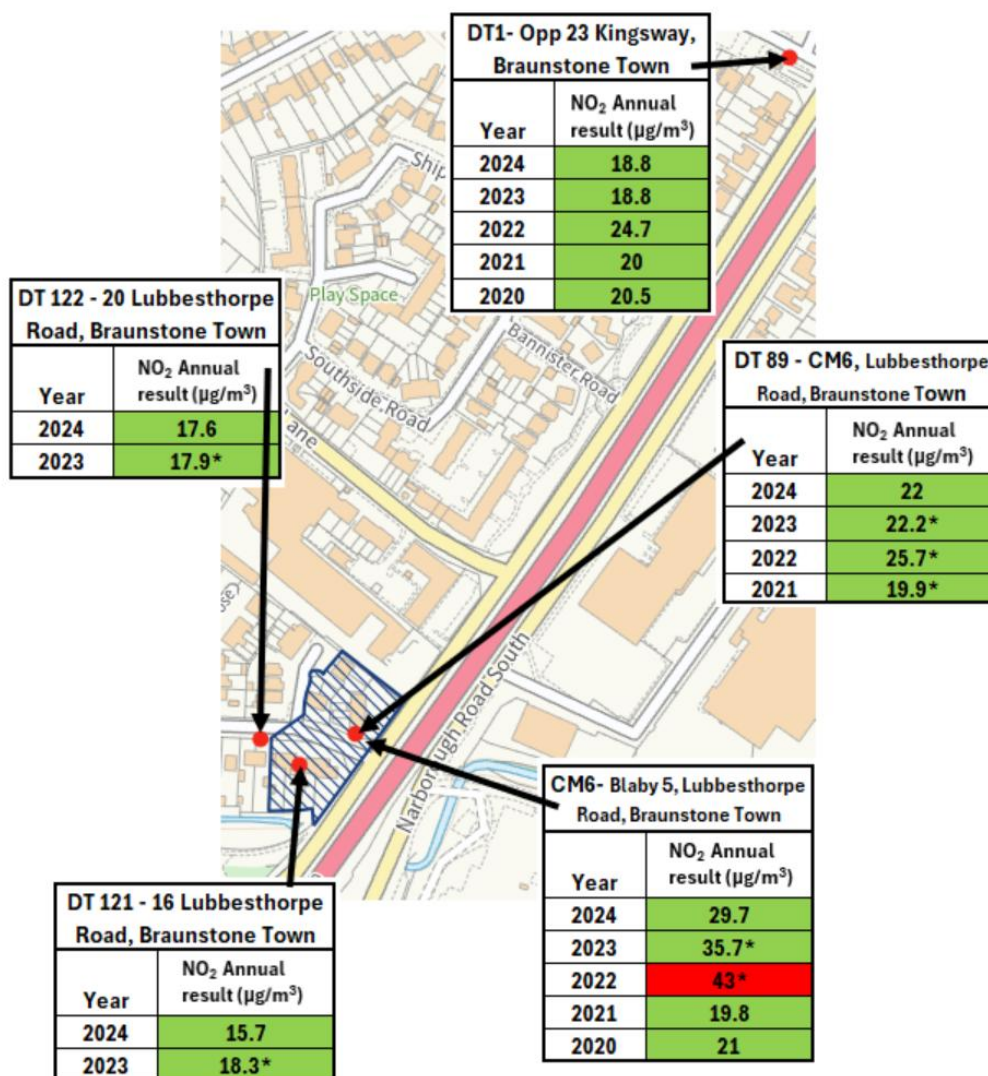 DT1- Opp 23 Kingsway,
Braunstone Town
Year
NO₂ Annual
result (µg/m³)
2024 18.8
2023 18.8
2022 24.7
2021 20
2020 20.5
Play Space
Southside Road
Bannister Road
DT 122 - 20 Lubbesthorpe
Road, Braunstone Town
Year
NO₂ Annual
result (µg/m³)
2024 17.6
2023 17.9*
DT 89 - CM6, Lubbesthorpe
Road, Braunstone Town
Year
NO₂ Annual
result (µg/m³)
2024 22
2023 22.2*
2022 25.7*
2021 19.9*
Narborough Road South
CM6- Blaby 5, Lubbesthorpe
Road, Braunstone Town
Year
NO₂ Annual
result (µg/m³)
2024 29.7
2023 35.7*
2022 43*
2021 19.8
2020 21
DT 121 - 16 Lubbesthorpe
Road, Braunstone Town
Year
NO₂ Annual
result (µg/m³)
2024 15.7
2023 18.3*